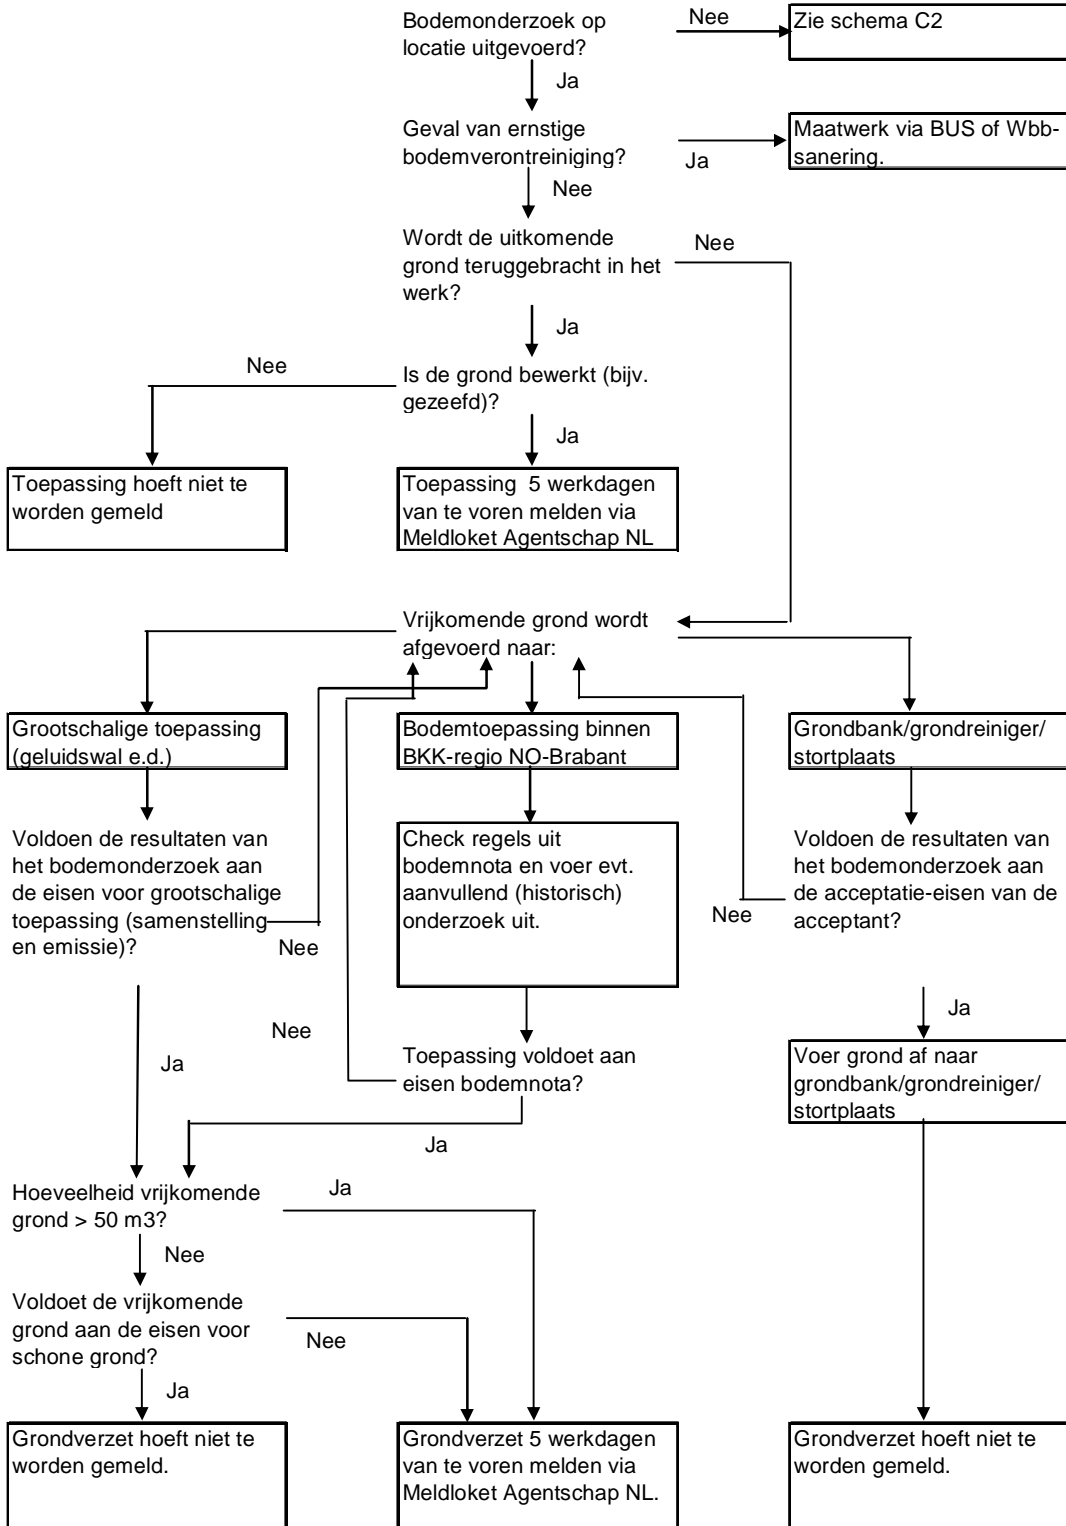 Bodemonderzoek op
locatie uitgevoerd?
Nee
Zie schema C2
Ja
Geval van ernstige
bodemverontreiniging?
Ja
Maatwerk via BUS of Wbb-
sanering.
Nee
Wordt de uitkomende
grond teruggebracht in het
werk?
Nee
Ja
Nee
Is de grond bewerkt (bijv.
gezeefd)?
Ja
Toepassing hoeft niet te
worden gemeld
Toepassing  5 werkdagen
van te voren melden via
Meldloket Agentschap NL
Vrijkomende grond wordt
afgevoerd naar:
Grootschalige toepassing
(geluidswal e.d.)
Bodemtoepassing binnen
BKK-regio NO-Brabant
Grondbank/grondreiniger/
stortplaats
Voldoen de resultaten van
het bodemonderzoek aan
de eisen voor grootschalige
toepassing (samenstelling
en emissie)?
Nee
Check regels uit
bodemnota en voer evt.
aanvullend (historisch)
onderzoek uit.
Voldoen de resultaten van
het bodemonderzoek aan
de acceptatie-eisen van de
acceptant?
Nee
Ja
Nee
Toepassing voldoet aan
eisen bodemnota?
Ja
Voer grond af naar
grondbank/grondreiniger/
stortplaats
Ja
Hoeveelheid vrijkomende
grond > 50 m3?
Ja
Nee
Voldoet de vrijkomende
grond aan de eisen voor
schone grond?
Nee
Ja
Grondverzet hoeft niet te
worden gemeld.
Grondverzet 5 werkdagen
van te voren melden via
Meldloket Agentschap NL.
Grondverzet hoeft niet te
worden gemeld.